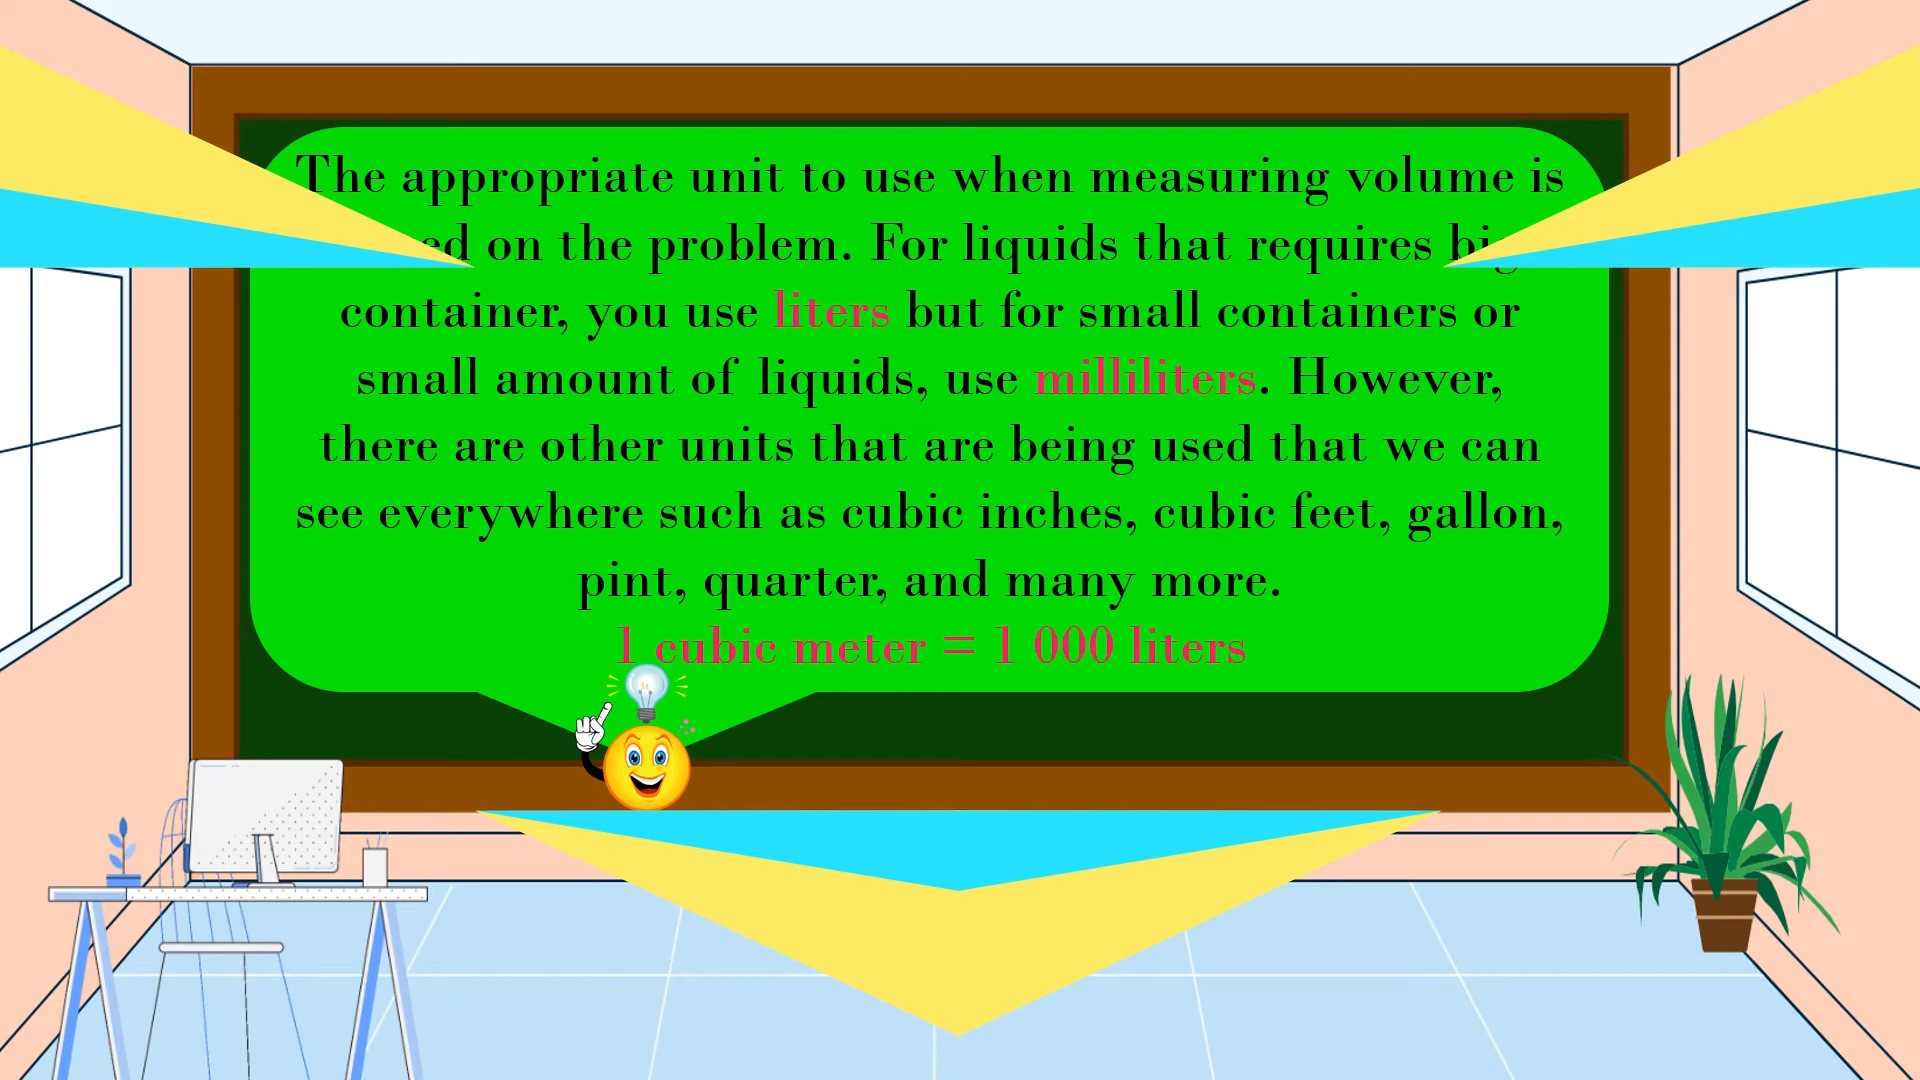 The appropriate unit to use when measuring volume is
on the problem. For liquids that requires big
container, you use liters but for small containers or
small amount of liquids, use milliliters. However,
there are other units that are being used that we can
see everywhere such as cubic inches, cubic feet, gallon,
pint, quarter, and many more.
1 cubic meter = 1 000 liters